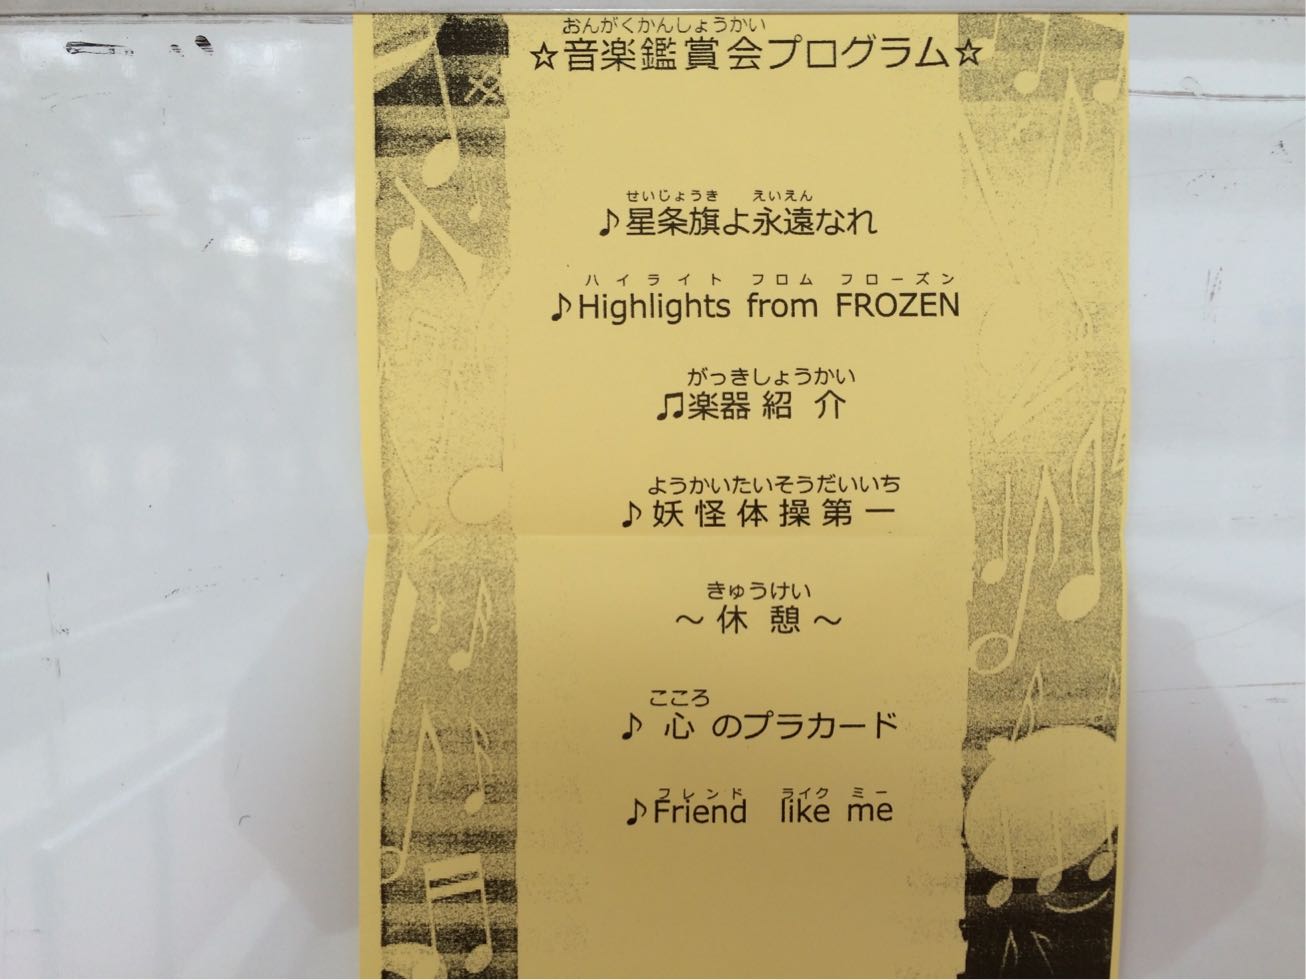 おんがくかんしょうかい
☆音楽鑑賞会プログラム☆
せいじょうき えいえん
♪星条旗よ永遠なれ
ハイライト フロム フローズン
♪Highlights from FROZEN
がっきしょうかい
♫楽器紹介
ようかいたいそうだいいち
♪妖怪体操第一
きゅうけい
～休憩～
こころ
♪心のプラカード
フレンド ライク ミー
♪Friend like me